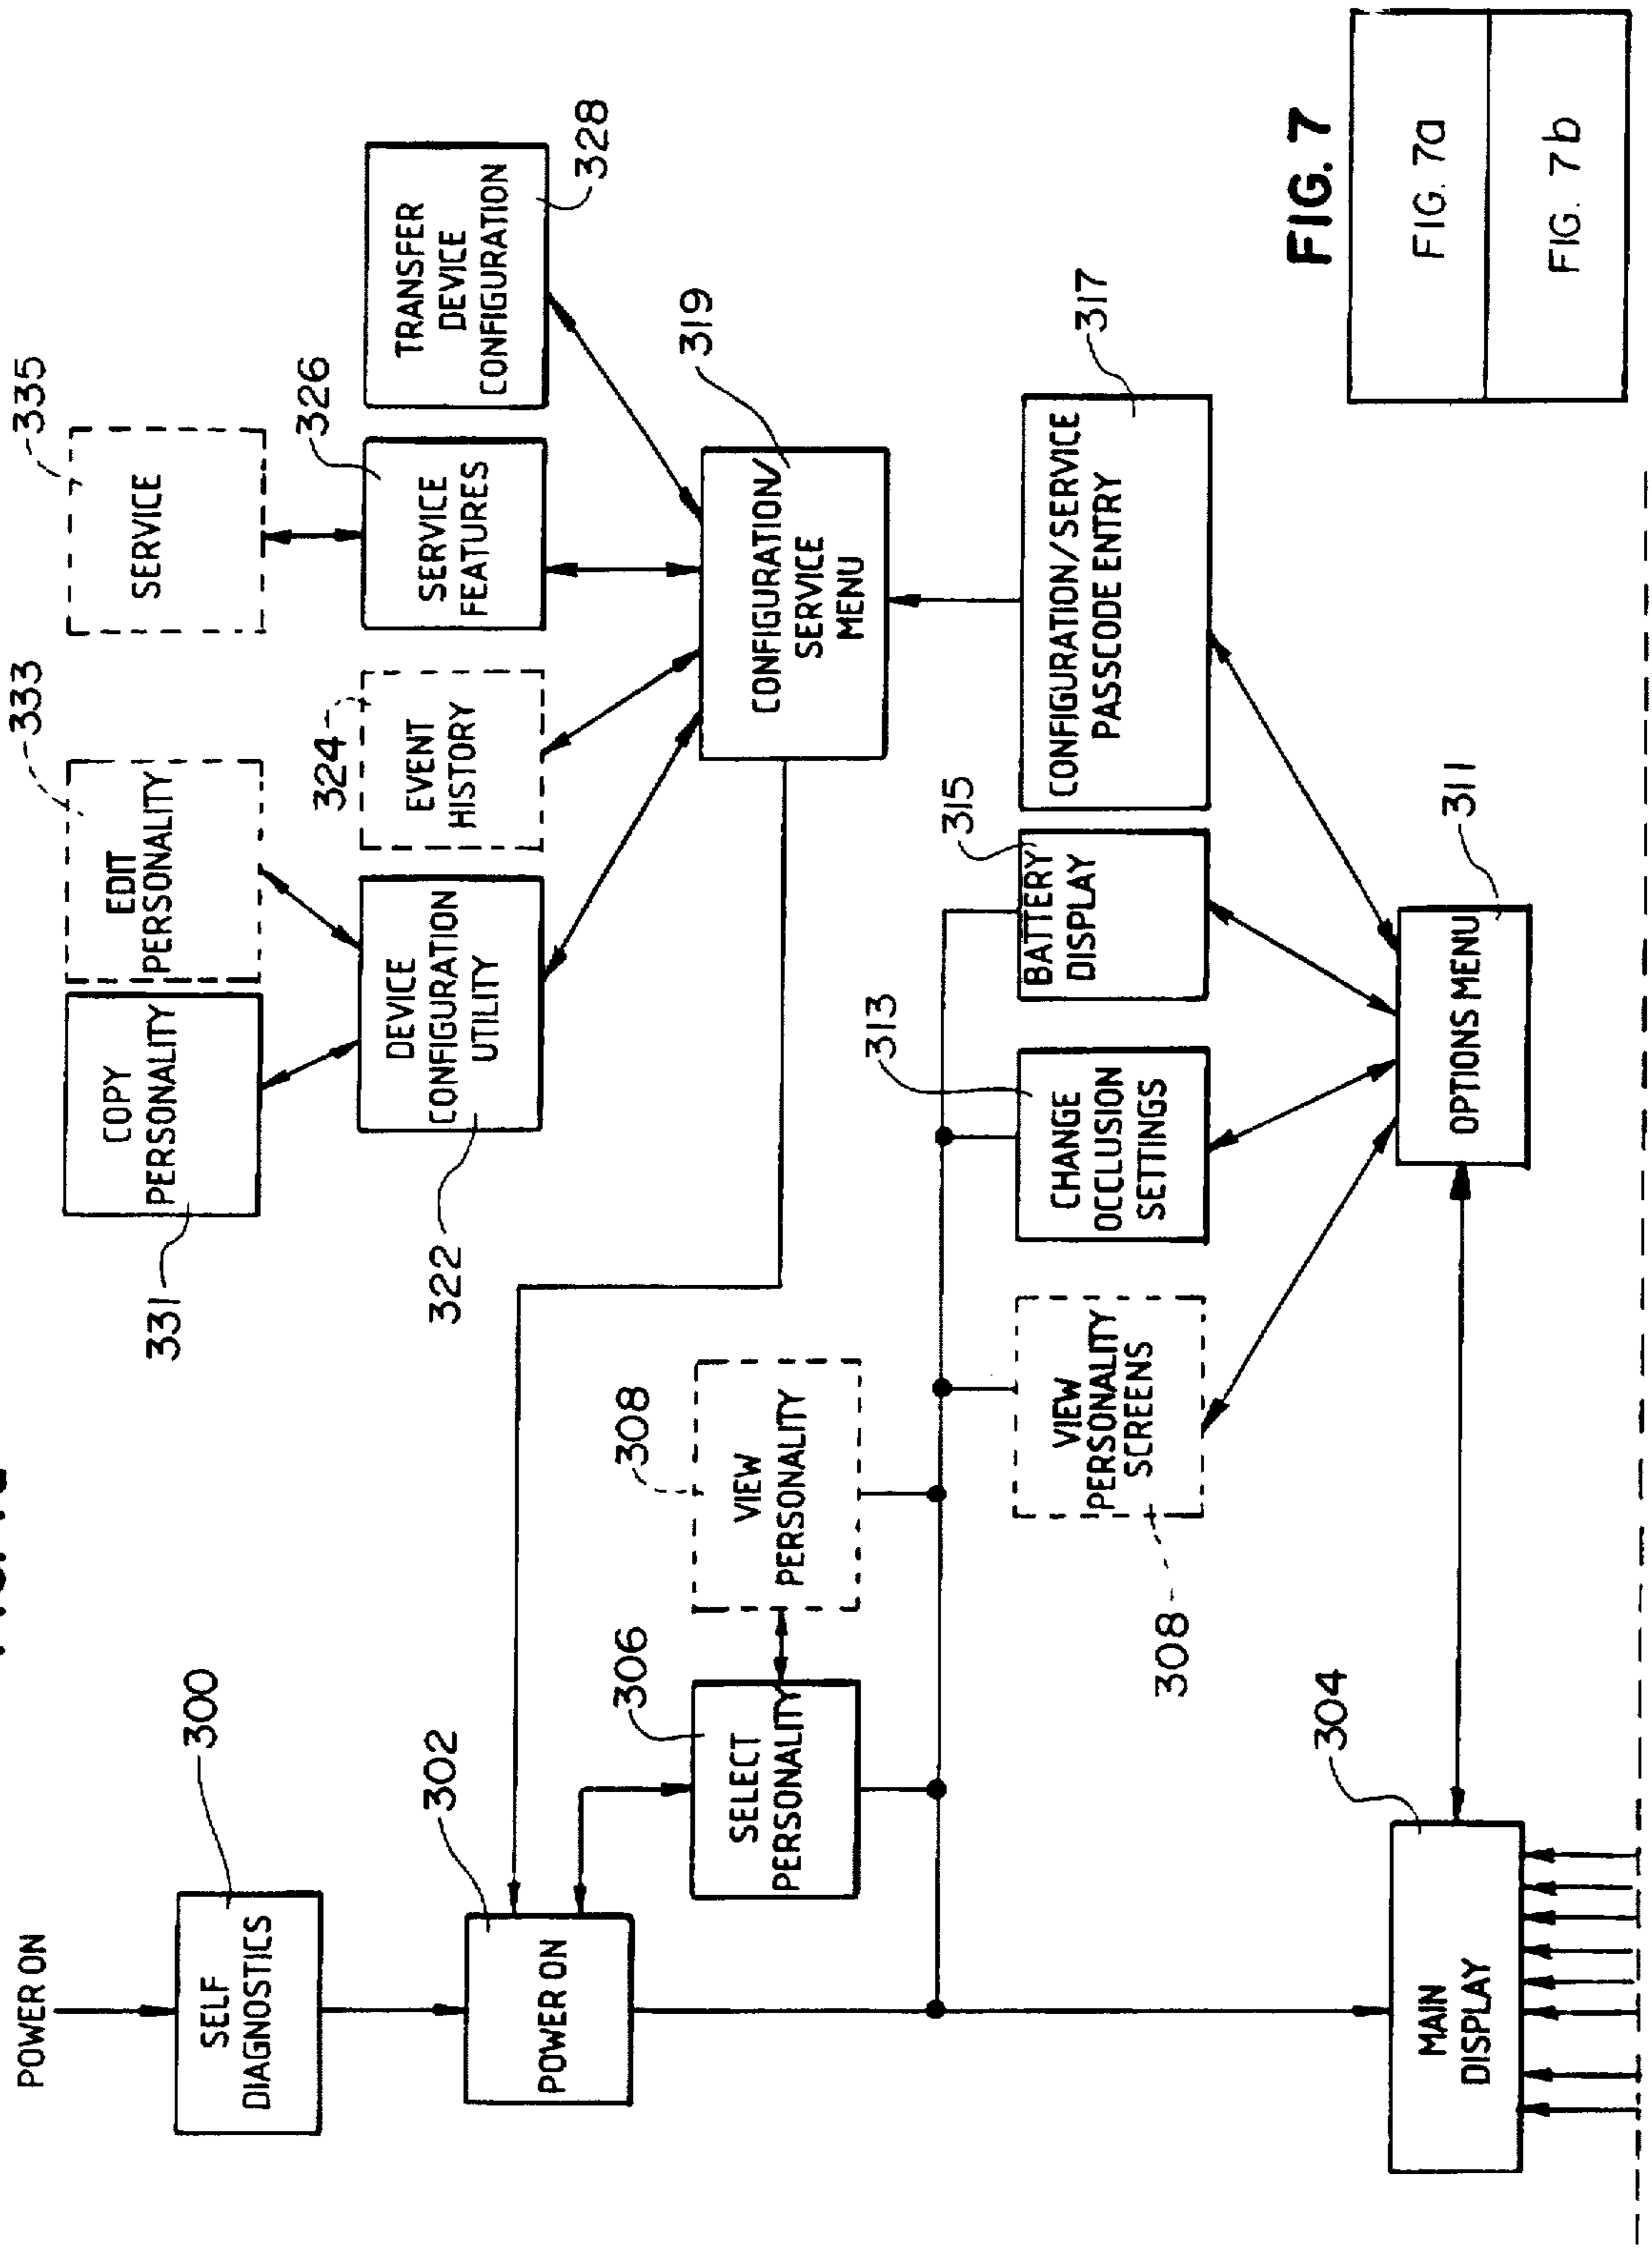 POWER ON
SELF
DIAGNOSTICS
300
POWER ON
302
SELECT
PERSONALITY
306
VIEW
PERSONALITY
308
COPY
PERSONALITY
331
EDIT
PERSONALITY
333
SERVICE
335
DEVICE
CONFIGURATION
UTILITY
322
EVENT
HISTORY
324
SERVICE
FEATURES
326
TRANSFER
DEVICE
CONFIGURATION
328
CONFIGURATION/
SERVICE
MENU
319
VIEW
PERSONALITY
SCREENS
308
CHANGE
OCCLUSION
SETTINGS
313
BATTERY
DISPLAY
315
CONFIGURATION/SERVICE
PASSCODE ENTRY
317
MAIN
DISPLAY
304
OPTIONS MENU
311
FIG. 7
FIG. 7a
FIG. 7b